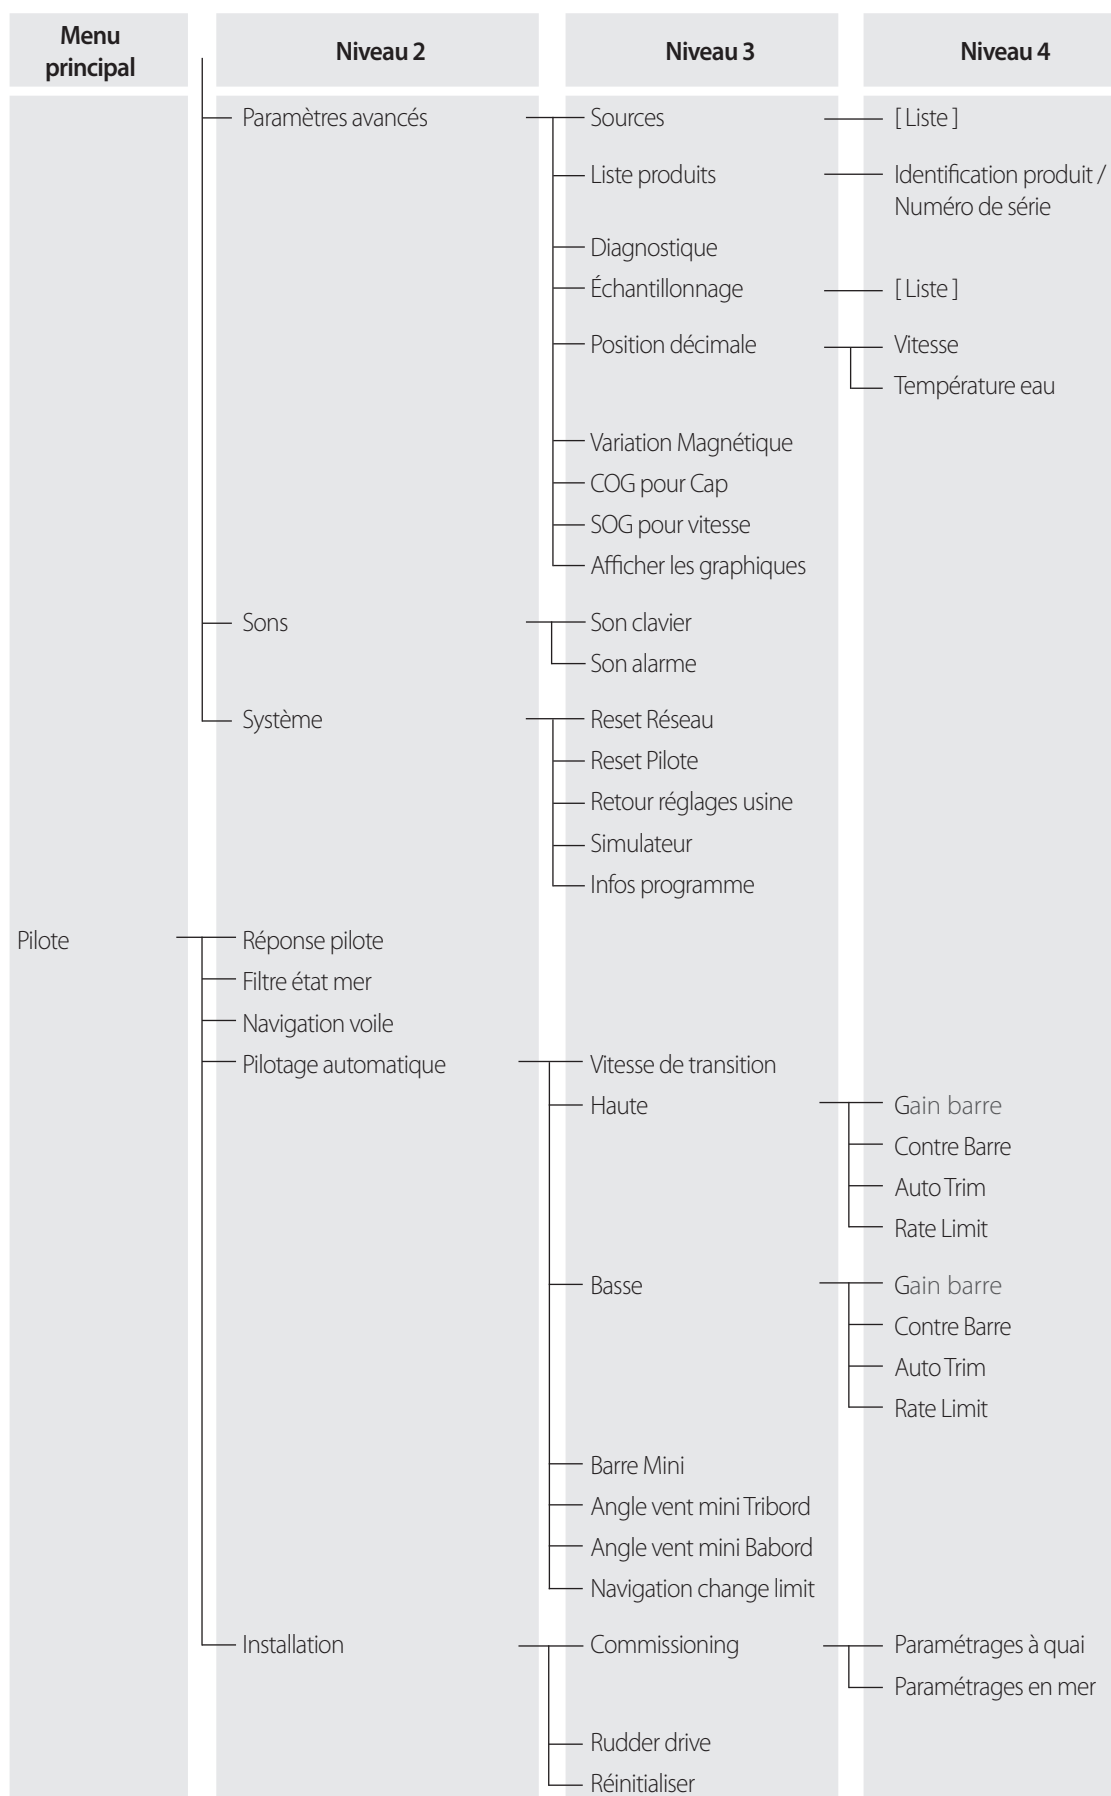 Menu
principal
Niveau 2
Niveau 3
Niveau 4
Paramètres avancés
Sources
[ Liste ]
Liste produits
Identification produit /
Numéro de série
Diagnostique
Échantillonnage
[ Liste ]
Position décimale
Vitesse
Température eau
Variation Magnétique
COG pour Cap
SOG pour vitesse
Afficher les graphiques
Sons
Son clavier
Son alarme
Système
Reset Réseau
Reset Pilote
Retour réglages usine
Simulateur
Infos programme
Pilote
Réponse pilote
Filtre état mer
Navigation voile
Pilotage automatique
Vitesse de transition
Haute
Gain barre
Contre Barre
Auto Trim
Rate Limit
Basse
Gain barre
Contre Barre
Auto Trim
Rate Limit
Barre Mini
Angle vent mini Tribord
Angle vent mini Babord
Navigation change limit
Installation
Commissioning
Paramétrages à quai
Paramétrages en mer
Rudder drive
Réinitialiser